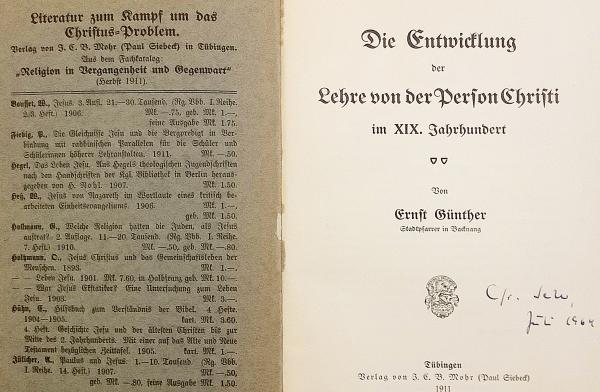 Literatur zum Kampf um das
Christus-Problem.
Verlag von J. C. B. Mohr (Paul Siebeck) in Tübingen.
Aus dem Fachkatalog:
„Religion in Vergangenheit und Gegenwart“
(Herbst 1911).
Bousset, W., Jesus. 3. Aufl. 21.—30. Tausend. (Rg. Vbb. I. Reihe.
2/3. Heft.) 1906. Mk. —.75, geb. Mk. 1.—,
feine Ausgabe Mk. 1.75.
Fiebig, P., Die Gleichnisse Jesu und die Bergpredigt in Ver-
bindung mit rabbinischen Parallelen für die Schüler und
Schülerinnen höherer Lehranstalten. 1911. Mk. —.50.
Hegel, Das Leben Jesu. Aus Hegels theologischen Jugendschriften
nach den Handschriften der Kgl. Bibliothek in Berlin heraus-
gegeben von H. Nohl. 1907. Mk. 1.50.
Heß, W., Jesus von Nazareth im Wortlaute eines kritisch be-
arbeiteten Einheitsevangeliums. 1906. Mk. 1.—,
geb. Mk. 1.50.
Hollmann, G., Welche Religion hatten die Juden, als Jesus
auftrat? 2. Auflage. 11.—20. Tausend. (Rg. Vbb. I. Reihe.
7. Heft.) 1910. Mk. —.50, geb. Mk. —.80.
Holtzmann, O., Jesus Christus und das Gemeinschaftsleben der
Menschen. 1893. Mk. 1.—.
— Leben Jesu. 1901. Mk. 7.60, in Halbfranz geb. Mk. 10.—.
— War Jesus Ekstatiker? Eine Untersuchung zum Leben
Jesu. 1903. Mk. 3.—.
Hühn, E., Hilfsbuch zum Verständnis der Bibel. 4 Hefte.
1904—1905. kart. Mk. 3.60.
4. Heft. Geschichte Jesu und der ältesten Christen bis zur
Mitte des 2. Jahrhunderts. Mit einer auf das Alte und Neue
Testament bezüglichen Zeittafel. 1905. kart. Mk. 1.—.
Jülicher, A., Paulus und Jesus. 1.—10. Tausend. (Rg. Vbb.
I. Reihe. 14. Heft.) 1907. Mk. —.50,
geb. Mk. —.80, feine Ausgabe Mk. 1.50.
Die Entwicklung
der
Lehre von der Person Christi
im XIX. Jahrhundert
Von
Ernst Günther
Stadtpfarrer in Backnang
Juli 1964
Tübingen
Verlag von J. C. B. Mohr (Paul Siebeck)
1911